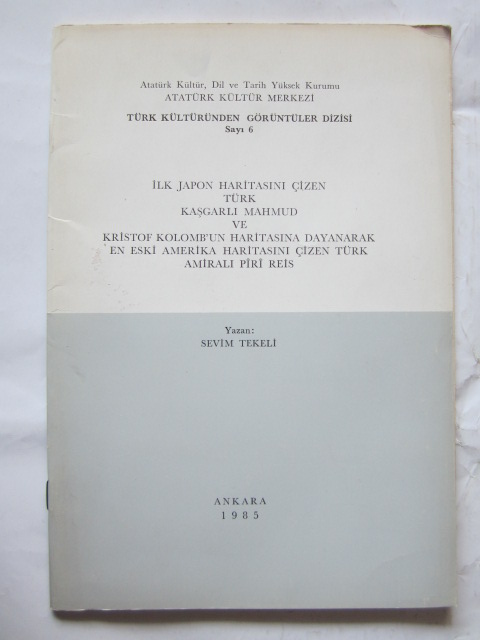 Atatürk Kültür, Dil ve Tarih Yüksek Kurumu
ATATÜRK KÜLTÜR MERKEZİ
TÜRK KÜLTÜRÜNDEN GÖRÜNTÜLER DİZİSİ
Sayı 6
İLK JAPON HARİTASINI ÇİZEN
TÜRK
KAŞGARLI MAHMUD
VE
KRİSTOF KOLOMB'UN HARİTASINA DAYANARAK
EN ESKİ AMERİKA HARİTASINI ÇİZEN TÜRK
AMİRALI PÎRÎ REİS
Yazan:
SEVİM TEKELİ
ANKARA
1985